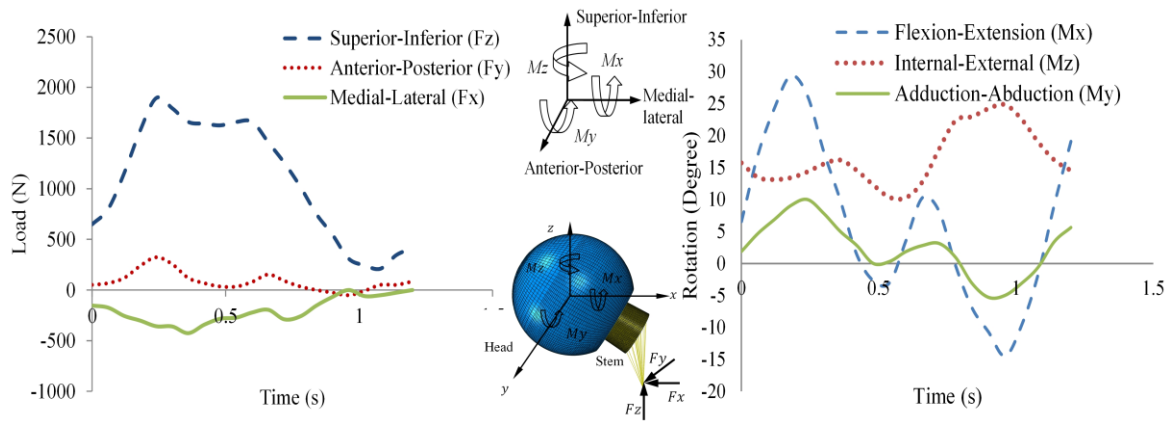 2500
2000
1500
1000
500
0
-500
-1000
0
0.5
1
Load (N)
Time (s)
Superior-Inferior (Fz)
Anterior-Posterior (Fy)
Medial-Lateral (Fx)
Superior-Inferior
Mz
Mx
Medial-
lateral
My
Anterior-Posterior
z
Mz
Mx
x
My
Head
Stem
y
Fy
Fx
Fz
35
30
25
20
15
10
5
0
-5
-10
-15
-20
0
0.5
1
1.5
Rotation (Degree)
Time (s)
Flexion-Extension (Mx)
Internal-External (Mz)
Adduction-Abduction (My)